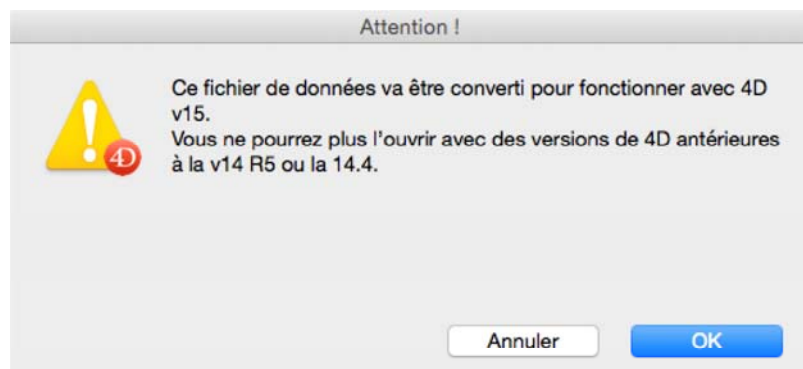 Attention !
Ce fichier de données va être converti pour fonctionner avec 4D
v15.
Vous ne pourrez plus l'ouvrir avec des versions de 4D antérieures
à la v14 R5 ou la 14.4.
4D
Annuler
OK